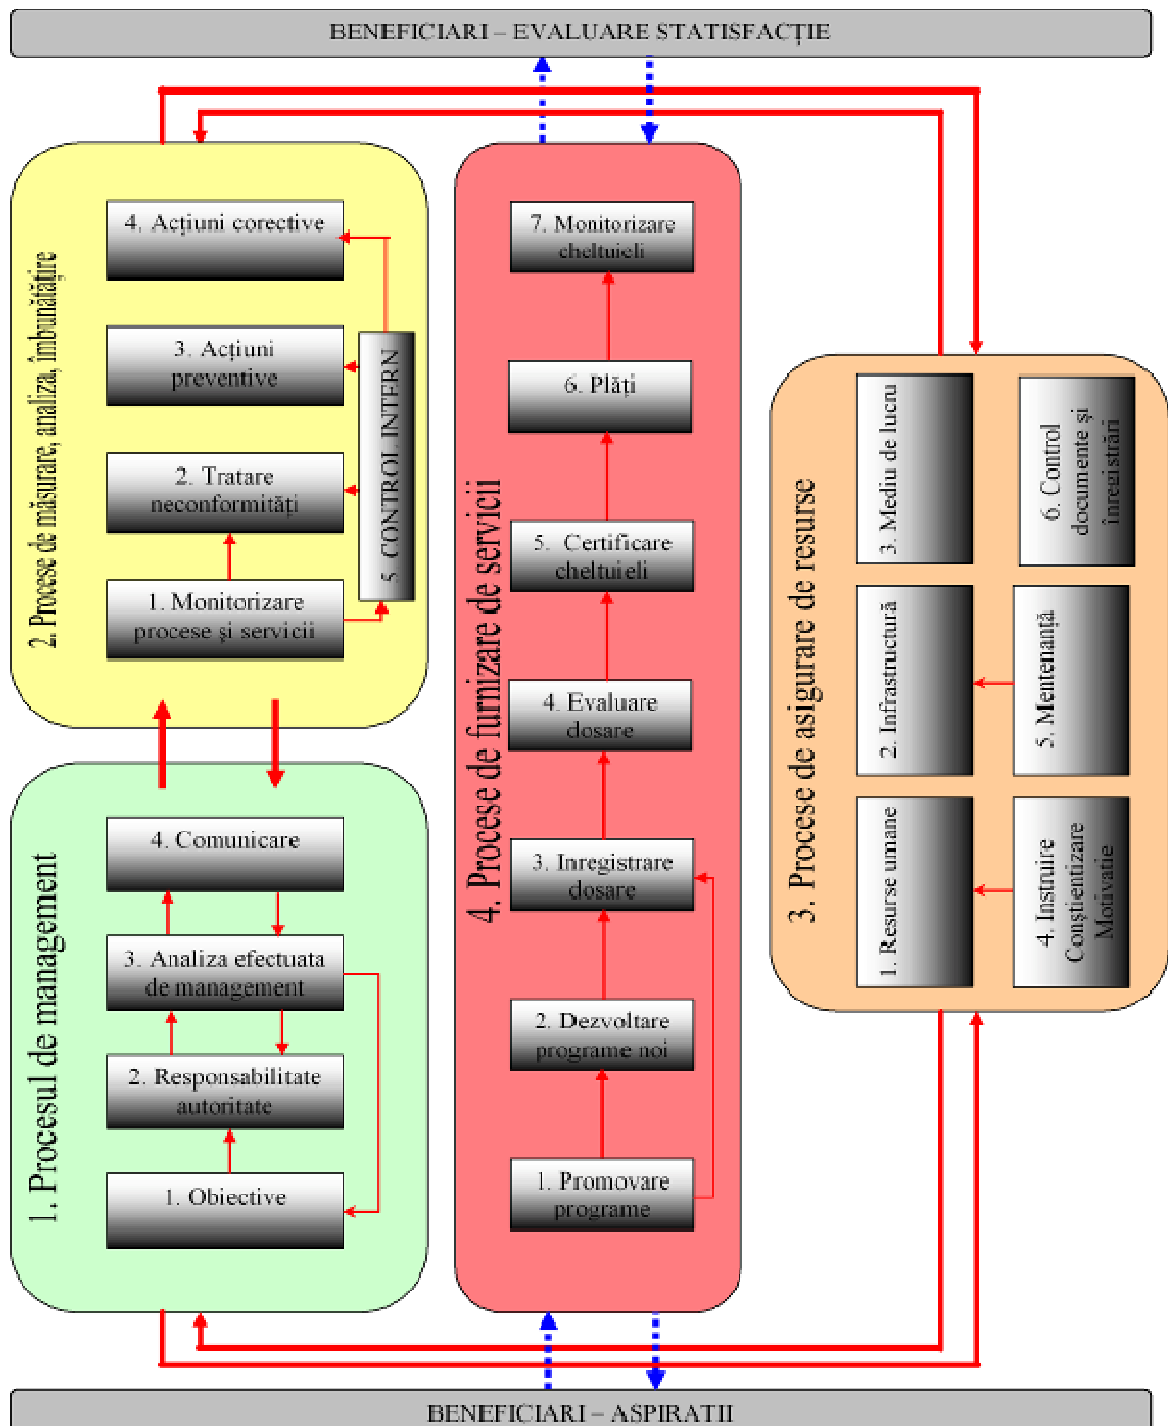 BENEFICIARI – EVALUARE STATISFACȚIE
2. Procese de măsurare, analiza, îmbunătățire
4. Acțiuni corective
3. Acțiuni
preventive
2. Tratare
neconformități
1. Monitorizare
procese și servicii
5 CONTROL INTERN
1. Procesul de management
4. Comunicare
3. Analiza efectuata
de management
2. Responsabilitate
autoritate
1. Obiective
4. Procese de furnizare de servicii
7. Monitorizare
cheltuieli
6. Plăți
5. Certificare
cheltuieli
4. Evaluare
dosare
3. Inregistrare
dosare
2. Dezvoltare
programe noi
1. Promovare
programe
3. Procese de asigurare de resurse
3. Mediu de lucru
6. Control
documente și
înregistrări
2. Infrastructură
5. Mentenanță
1. Resurse umane
4. Instruire
Conștientizare
Motivatie
BENEFICIARI – ASPIRATII